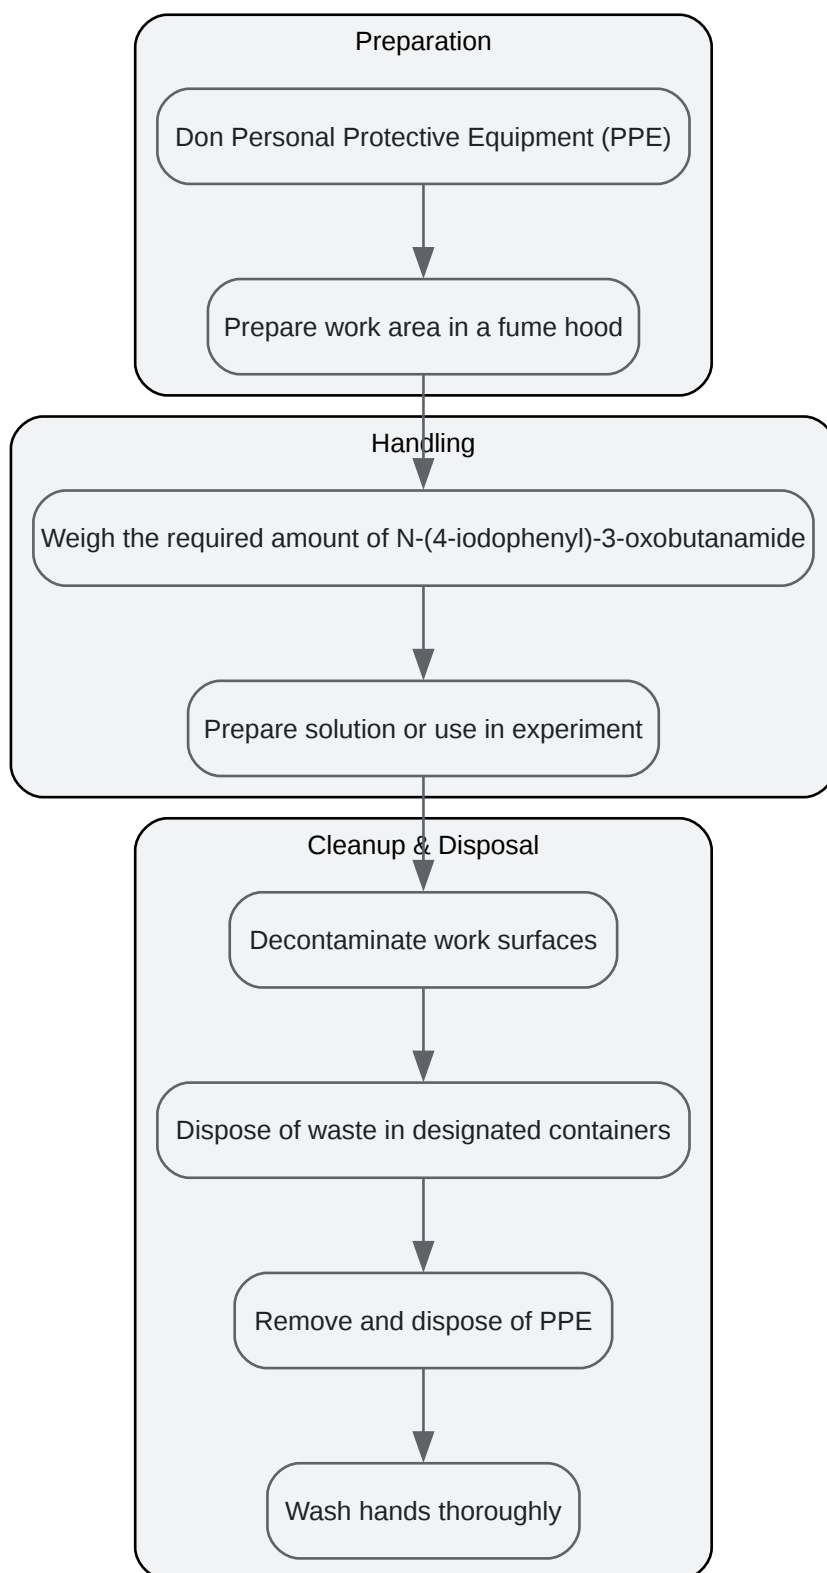 Preparation
Don Personal Protective Equipment (PPE)
Prepare work area in a fume hood
Handling
Weigh the required amount of N-(4-iodophenyl)-3-oxobutanamide
Prepare solution or use in experiment
Cleanup & Disposal
Decontaminate work surfaces
Dispose of waste in designated containers
Remove and dispose of PPE
Wash hands thoroughly